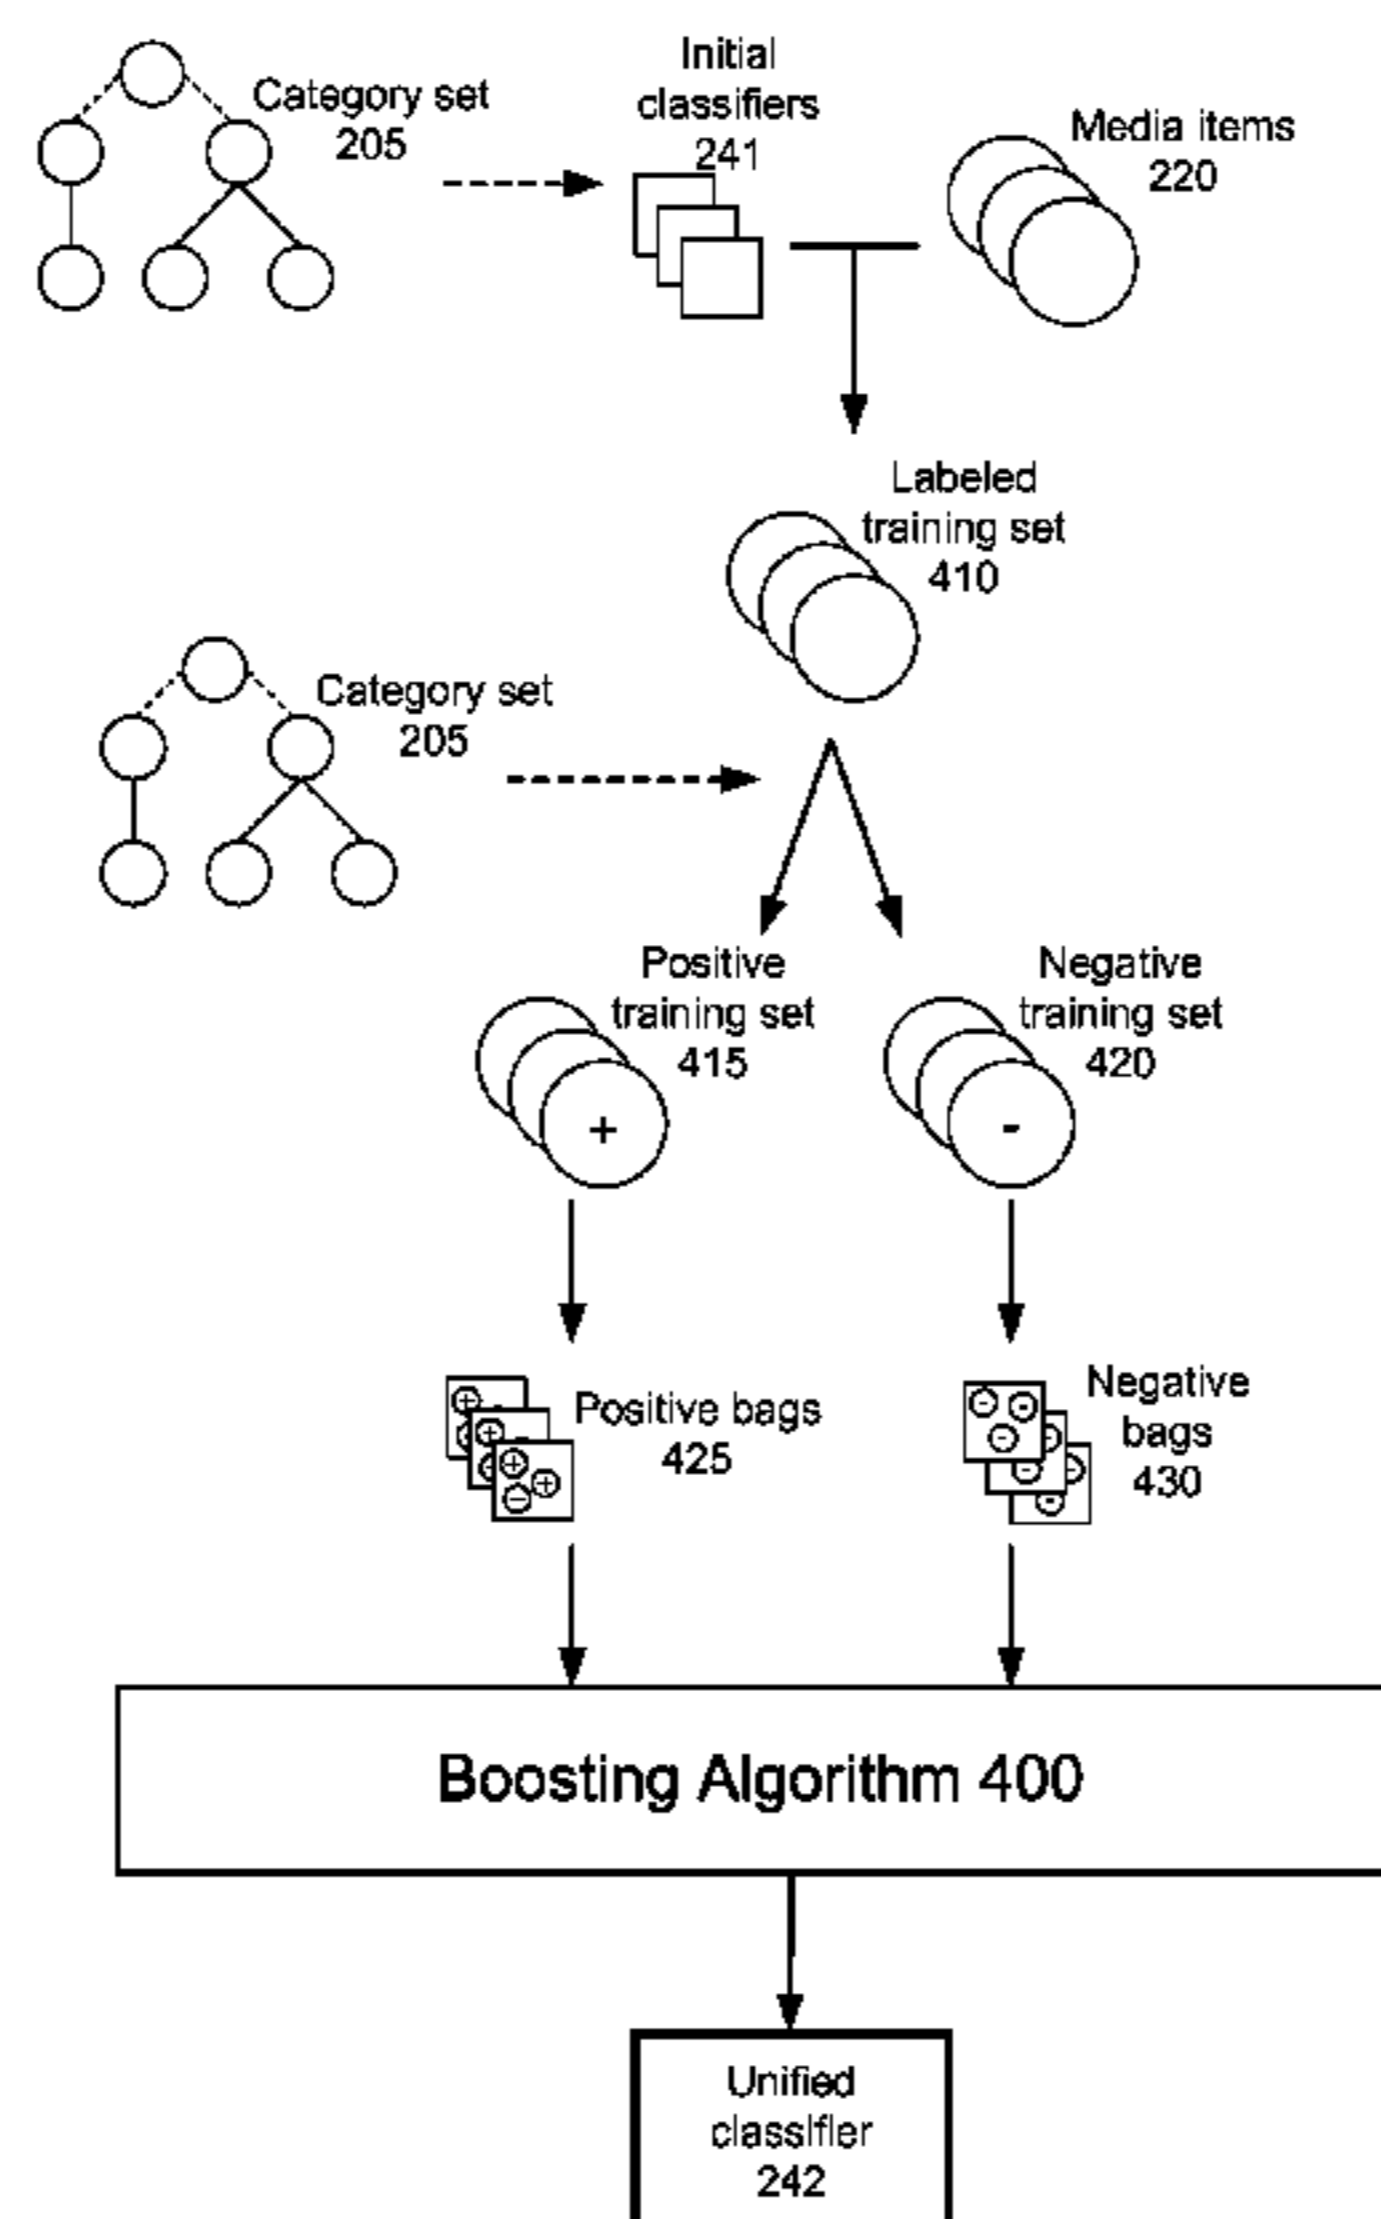 Category set
205
Initial
classifiers
241
Media items
220
Labeled
training set
410
Category set
205
Positive
training set
415
Negative
training set
420
+
-
Positive bags
425
Negative
bags
430
Boosting Algorithm 400
Unified
classifier
242